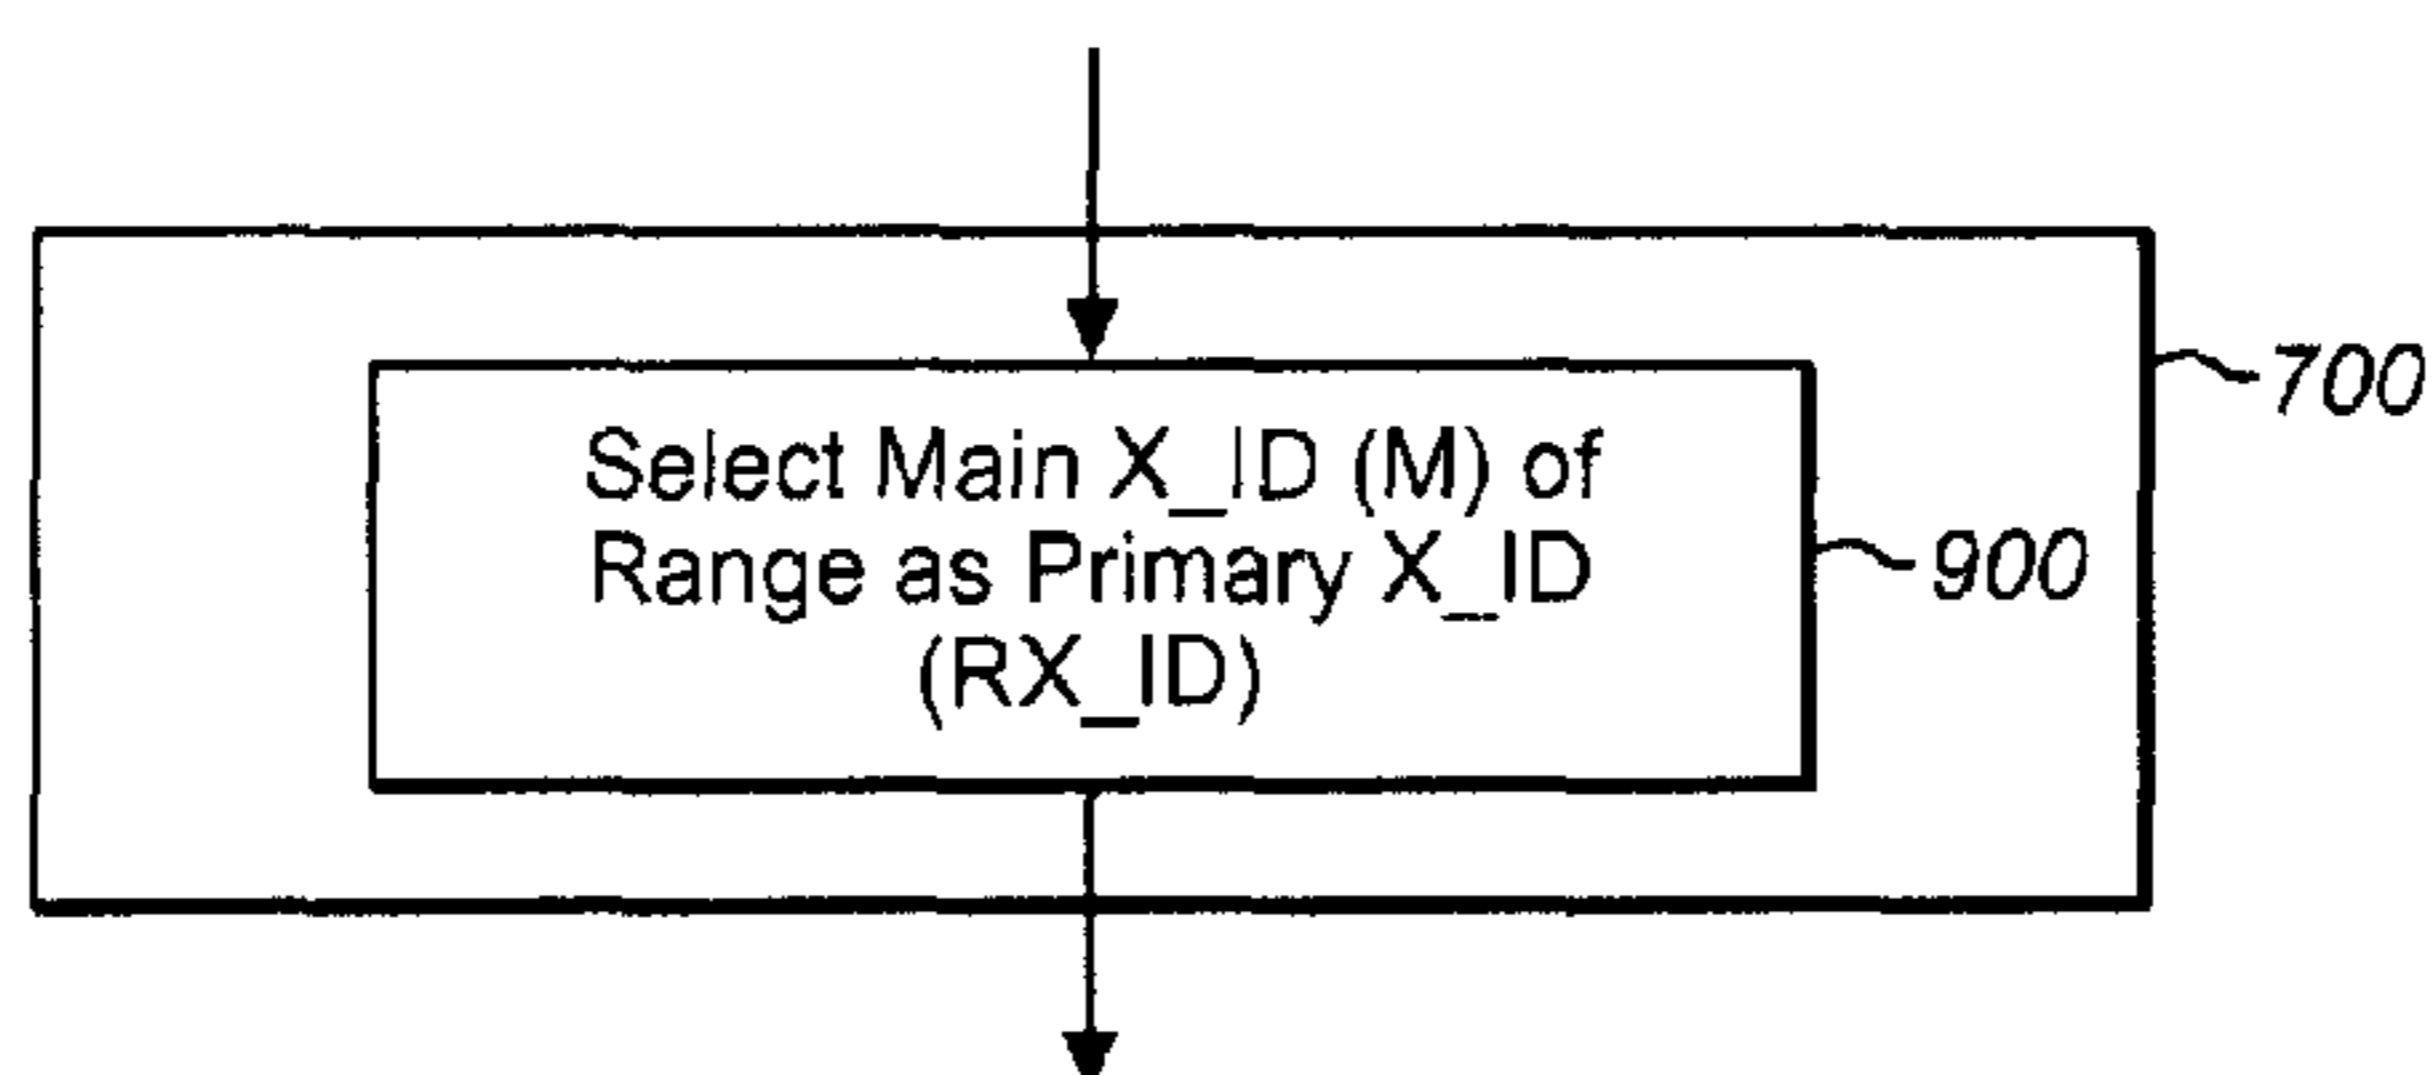 700
Select Main X_ID (M) of
Range as Primary X_ID
(RX_ID)
900